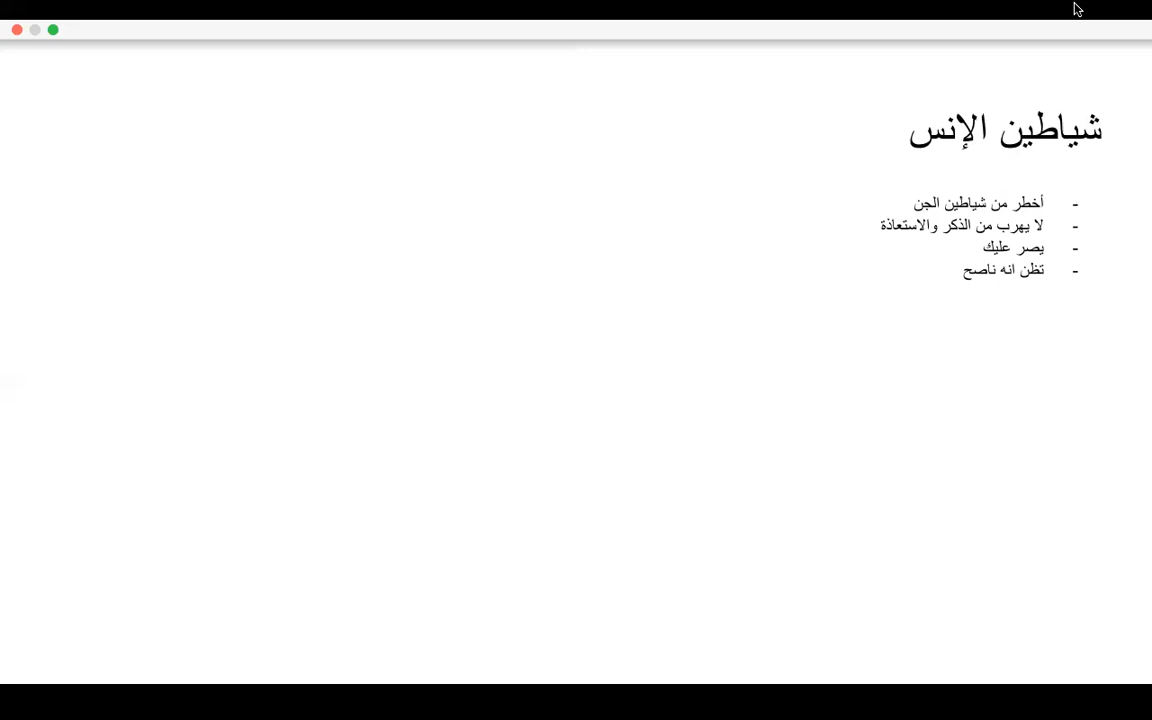 شياطين الإنس
- أخطر من شياطين الجن
- لا يهرب من الذكر والاستعاذة
- يصر عليك
- تظن انه ناصح